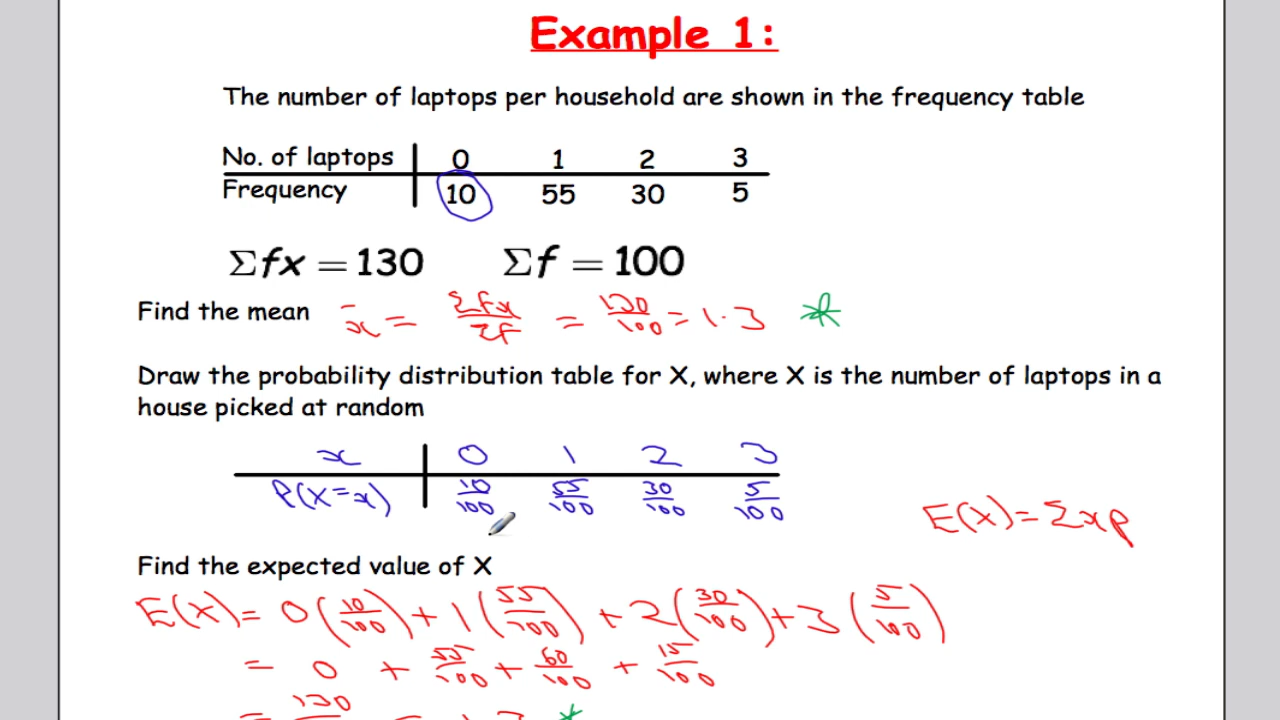 Example 1:
The number of laptops per household are shown in the frequency table
No. of laptops 0 1 2 3
Frequency 10 55 30 5
Σfx = 130 Σf = 100
Find the mean x̄ = Σfx/Σf = 130/100 = 1.3 *
Draw the probability distribution table for X, where X is the number of laptops in a
house picked at random
x 0 1 2 3
P(X=x) 10/100 55/100 30/100 5/100
E(X) = Σxp
Find the expected value of X
E(X) = 0(10/100) + 1(55/100) + 2(30/100) + 3(5/100)
= 0 + 55/100 + 60/100 + 15/100
= 130